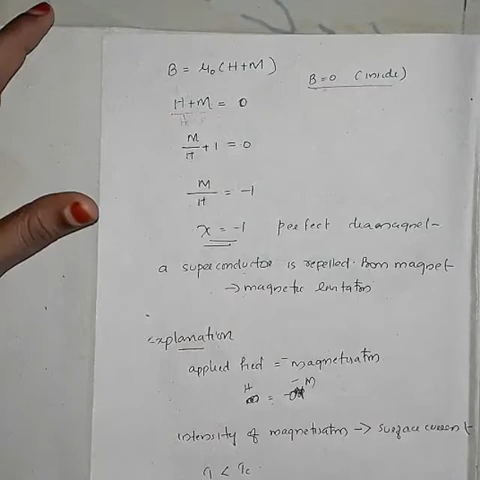 B = μ₀(H+M)
B=0 (inside)
H+M = 0
M/H + 1 = 0
M/H = -1
χ = -1 perfect diamagnet
a superconductor is repelled from magnet
→ magnetic levitation
Explanation
applied field = -magnetisation
H = -M
intensity of magnetisation → surface current
T < Tc